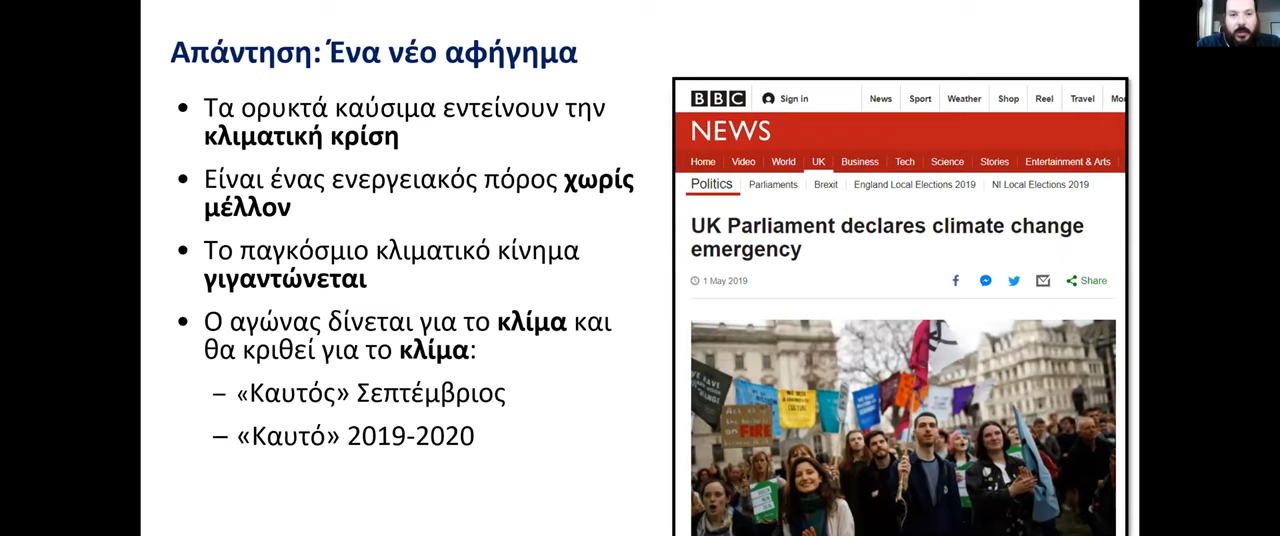 Απάντηση: Ένα νέο αφήγημα
• Τα ορυκτά καύσιμα εντείνουν την
κλιματική κρίση
• Είναι ένας ενεργειακός πόρος χωρίς
μέλλον
• Το παγκόσμιο κλιματικό κίνημα
γιγαντώνεται
• Ο αγώνας δίνεται για το κλίμα και
θα κριθεί για το κλίμα:
– «Καυτός» Σεπτέμβριος
– «Καυτό» 2019-2020
BBC Sign in News Sport Weather Shop Reel Travel Mor
NEWS
Home Video World UK Business Tech Science Stories Entertainment & Arts
Politics Parliaments Brexit England Local Elections 2019 NI Local Elections 2019
UK Parliament declares climate change
emergency
1 May 2019 Share
FIRE